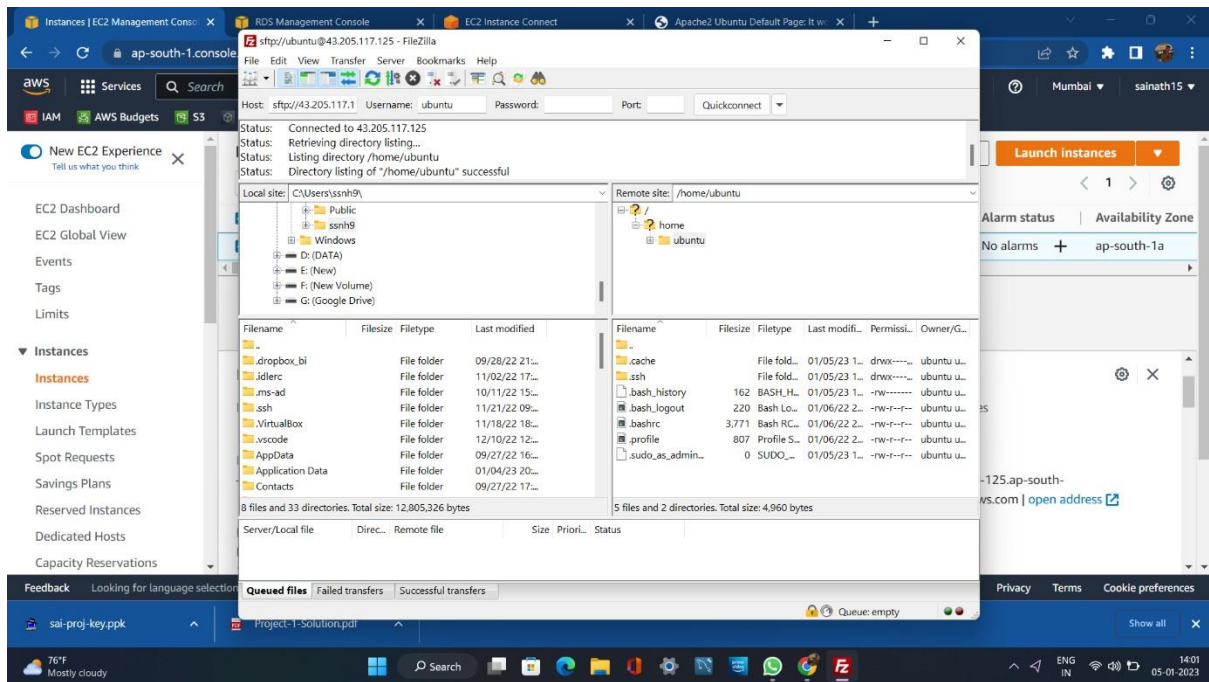 Instances | EC2 Management Consol
RDS Management Console
EC2 Instance Connect
Apache2 Ubuntu Default Page: It wo
ap-south-1.console
sftp://ubuntu@43.205.117.125 - FileZilla
File Edit View Transfer Server Bookmarks Help
aws Services Search
Mumbai sainath15
Host: sftp://43.205.117.1 Username: ubuntu Password: Port: Quickconnect
IAM AWS Budgets S3
Status: Connected to 43.205.117.125
Status: Retrieving directory listing...
Status: Listing directory /home/ubuntu
Status: Directory listing of "/home/ubuntu" successful
New EC2 Experience
Tell us what you think
Launch instances
1
Local site: C:\Users\ssnh9\
Remote site: /home/ubuntu
Public
ssnh9
Windows
D: (DATA)
E: (New)
F: (New Volume)
G: (Google Drive)
/
home
ubuntu
EC2 Dashboard
EC2 Global View
Events
Tags
Limits
Instances
Instances
Instance Types
Launch Templates
Spot Requests
Savings Plans
Reserved Instances
Dedicated Hosts
Capacity Reservations
Alarm status Availability Zone
No alarms ap-south-1a
Filename Filesize Filetype Last modified
..
.dropbox_bi File folder 09/28/22 21:...
.idlerc File folder 11/02/22 17:...
.ms-ad File folder 10/11/22 15:...
.ssh File folder 11/21/22 09:...
.VirtualBox File folder 11/18/22 18:...
.vscode File folder 12/10/22 12:...
AppData File folder 09/27/22 16:...
Application Data File folder 01/04/23 20:...
Contacts File folder 09/27/22 17:...
8 files and 33 directories. Total size: 12,805,326 bytes
Filename Filesize Filetype Last modifi... Permissi... Owner/G...
..
.cache File fold... 01/05/23 1... drwx----... ubuntu u...
.ssh File fold... 01/05/23 1... drwx----... ubuntu u...
.bash_history 162 BASH_H... 01/05/23 1... -rw------- ubuntu u...
.bash_logout 220 Bash Lo... 01/06/22 2... -rw-r--r-- ubuntu u...
.bashrc 3,771 Bash RC... 01/06/22 2... -rw-r--r-- ubuntu u...
.profile 807 Profile S... 01/06/22 2... -rw-r--r-- ubuntu u...
.sudo_as_admin... 0 SUDO_... 01/05/23 1... -rw-r--r-- ubuntu u...
5 files and 2 directories. Total size: 4,960 bytes
es
-125.ap-south-
ws.com | open address
Server/Local file Direc... Remote file Size Priori... Status
Queued files Failed transfers Successful transfers
Queue: empty
Feedback Looking for language selection
Privacy Terms Cookie preferences
sai-proj-key.ppk
Project-1-Solution.pdf
Show all
76°F
Mostly cloudy
Search
ENG
IN
14:01
05-01-2023